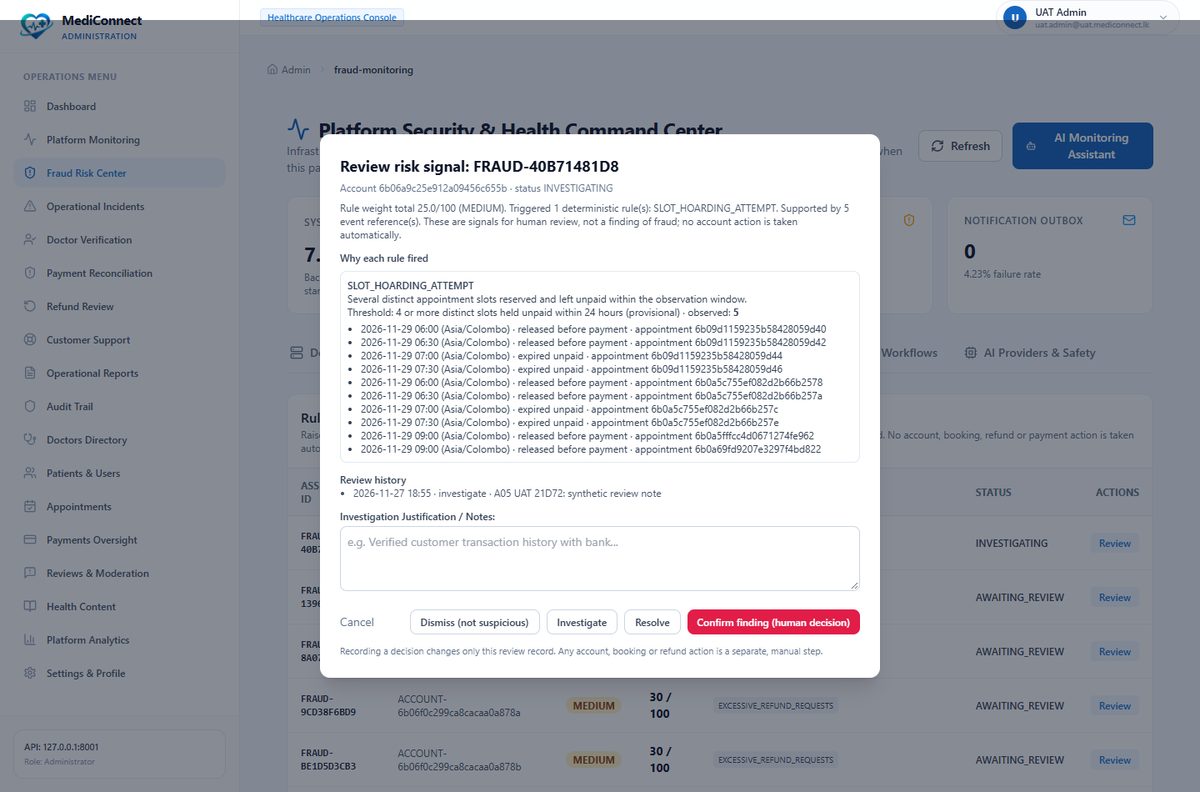 MediConnect
ADMINISTRATION
Healthcare Operations Console
U
UAT Admin
uat.admin@uat.mediconnect.lk
OPERATIONS MENU
Dashboard
Platform Monitoring
Fraud Risk Center
Operational Incidents
Doctor Verification
Payment Reconciliation
Refund Review
Customer Support
Operational Reports
Audit Trail
Doctors Directory
Patients & Users
Appointments
Payments Oversight
Reviews & Moderation
Health Content
Platform Analytics
Settings & Profile
API: 127.0.0.1:8001
Role: Administrator
Admin
fraud-monitoring
Platform Security & Health Command Center
Refresh
AI Monitoring
Assistant
NOTIFICATION OUTBOX
0
4.23% failure rate
Workflows
AI Providers & Safety
No account, booking, refund or payment action is taken
Review risk signal: FRAUD-40B71481D8
Account 6b06a9c25e912a09456c655b · status INVESTIGATING
Rule weight total 25.0/100 (MEDIUM). Triggered 1 deterministic rule(s): SLOT_HOARDING_ATTEMPT. Supported by 5
event reference(s). These are signals for human review, not a finding of fraud; no account action is taken
automatically.
Why each rule fired
SLOT_HOARDING_ATTEMPT
Several distinct appointment slots reserved and left unpaid within the observation window.
Threshold: 4 or more distinct slots held unpaid within 24 hours (provisional) · observed: 5
• 2026-11-29 06:00 (Asia/Colombo) · released before payment · appointment 6b09d1159235b58428059d40
• 2026-11-29 06:30 (Asia/Colombo) · released before payment · appointment 6b09d1159235b58428059d42
• 2026-11-29 07:00 (Asia/Colombo) · expired unpaid · appointment 6b09d1159235b58428059d44
• 2026-11-29 07:30 (Asia/Colombo) · expired unpaid · appointment 6b09d1159235b58428059d46
• 2026-11-29 06:00 (Asia/Colombo) · released before payment · appointment 6b0a5c755ef082d2b66b2578
• 2026-11-29 06:30 (Asia/Colombo) · released before payment · appointment 6b0a5c755ef082d2b66b257a
• 2026-11-29 07:00 (Asia/Colombo) · expired unpaid · appointment 6b0a5c755ef082d2b66b257c
• 2026-11-29 07:30 (Asia/Colombo) · expired unpaid · appointment 6b0a5c755ef082d2b66b257e
• 2026-11-29 09:00 (Asia/Colombo) · released before payment · appointment 6b0a5fffcc4d0671274fe962
• 2026-11-29 09:00 (Asia/Colombo) · released before payment · appointment 6b0a69fd9207e3297f4bd822
Review history
• 2026-11-27 18:55 · investigate · A05 UAT 21D72: synthetic review note
Investigation Justification / Notes:
e.g. Verified customer transaction history with bank...
Cancel
Dismiss (not suspicious)
Investigate
Resolve
Confirm finding (human decision)
Recording a decision changes only this review record. Any account, booking or refund action is a separate, manual step.
STATUS
ACTIONS
INVESTIGATING
Review
AWAITING_REVIEW
Review
AWAITING_REVIEW
Review
FRAUD-
9CD38F6BD9
ACCOUNT-
6b06f0c299ca8cacaa0a878a
MEDIUM
30 /
100
EXCESSIVE_REFUND_REQUESTS
AWAITING_REVIEW
Review
FRAUD-
BE1D5D3CB3
ACCOUNT-
6b06f0c299ca8cacaa0a878b
MEDIUM
30 /
100
EXCESSIVE_REFUND_REQUESTS
AWAITING_REVIEW
Review